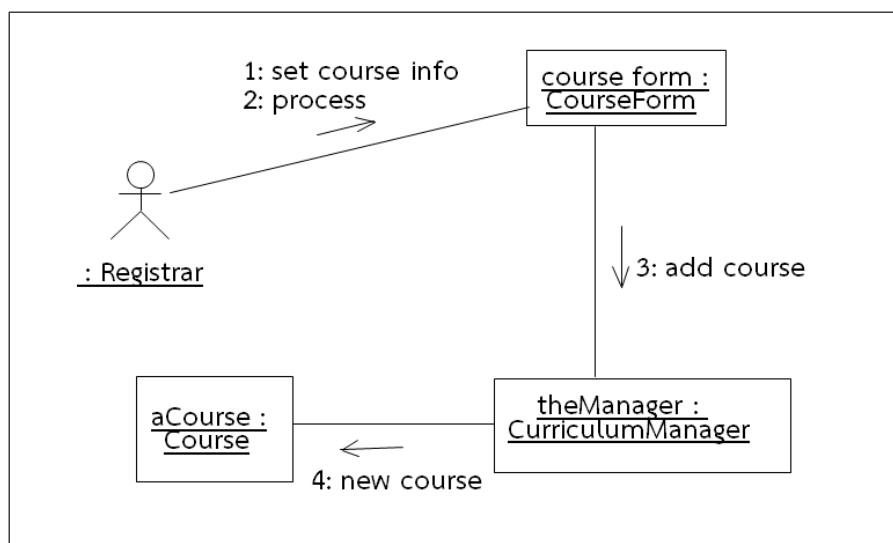 1: set course info
2: process
course form :
CourseForm
: Registrar
3: add course
aCourse :
Course
theManager :
CurriculumManager
4: new course